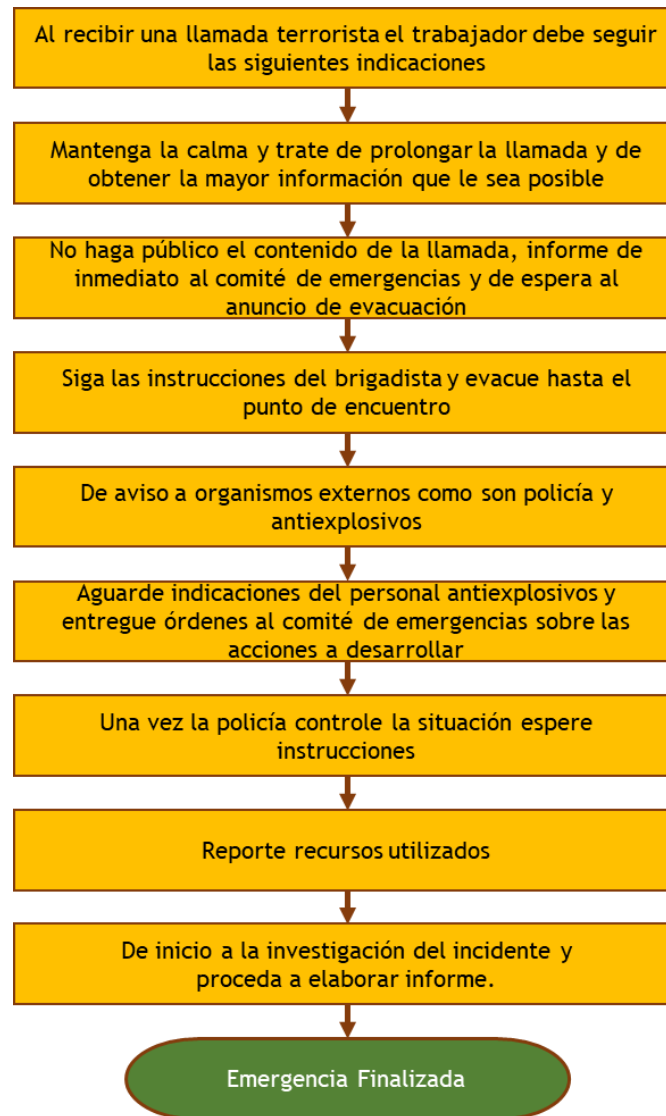 Al recibir una llamada terrorista el trabajador debe seguir
las siguientes indicaciones
Mantenga la calma y trate de prolongar la llamada y de
obtener la mayor información que le sea posible
No haga público el contenido de la llamada, informe de
inmediato al comité de emergencias y de espera al
anuncio de evacuación
Siga las instrucciones del brigadista y evacue hasta el
punto de encuentro
De aviso a organismos externos como son policía y
antiexplosivos
Aguarde indicaciones del personal antiexplosivos y
entregue órdenes al comité de emergencias sobre las
acciones a desarrollar
Una vez la policía controle la situación espere
instrucciones
Reporte recursos utilizados
De inicio a la investigación del incidente y
proceda a elaborar informe.
Emergencia Finalizada